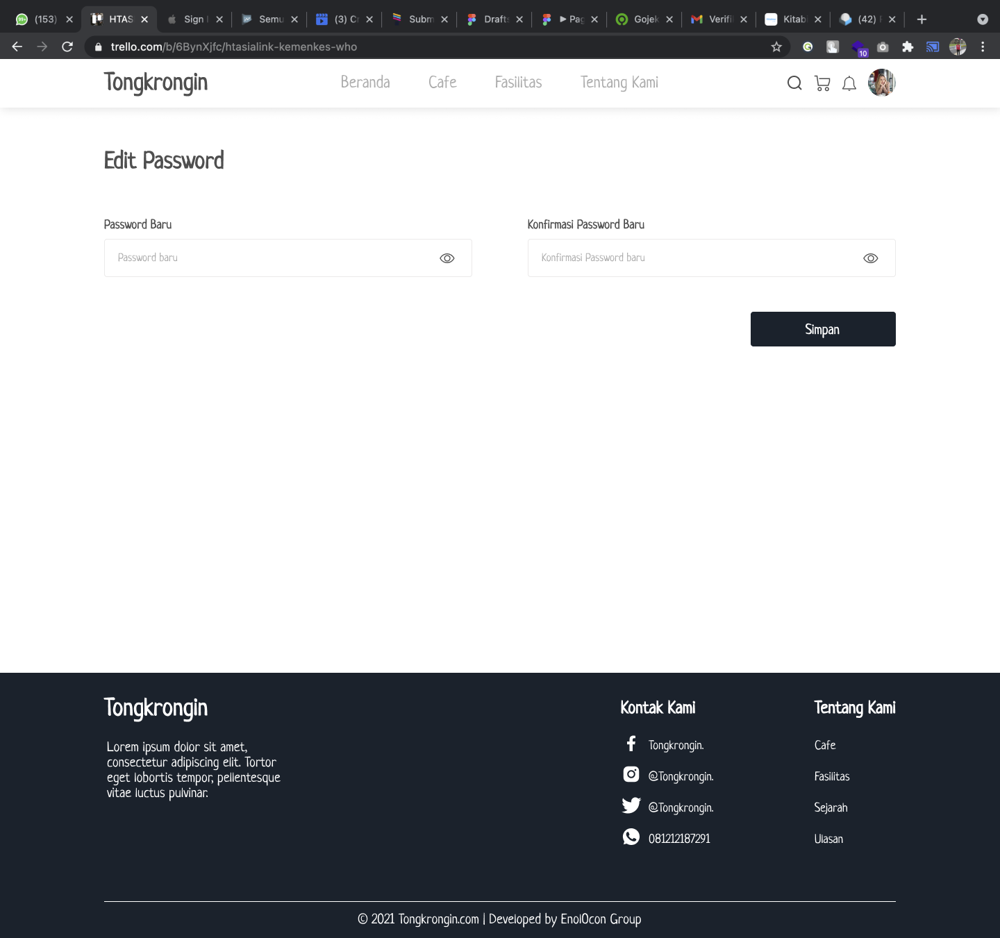 (153)
HTAS
Sign I
Semu
(3) Cr
Subm
Drafts
Pag
Gojek
Verifi
Kitabi
(42) F
trello.com/b/6BynXjfc/htasialink-kemenkes-who
10
Tongkrongin
Beranda
Cafe
Fasilitas
Tentang Kami
Edit Password
Password Baru
Konfirmasi Password Baru
Password baru
Konfirmasi Password baru
Simpan
Tongkrongin
Lorem ipsum dolor sit amet,
consectetur adipiscing elit. Tortor
eget lobortis tempor, pellentesque
vitae luctus pulvinar.
Kontak Kami
Tongkrongin.
@Tongkrongin.
@Tongkrongin.
081212187291
Tentang Kami
Cafe
Fasilitas
Sejarah
Ulasan
© 2021 Tongkrongin.com | Developed by EnolOcon Group